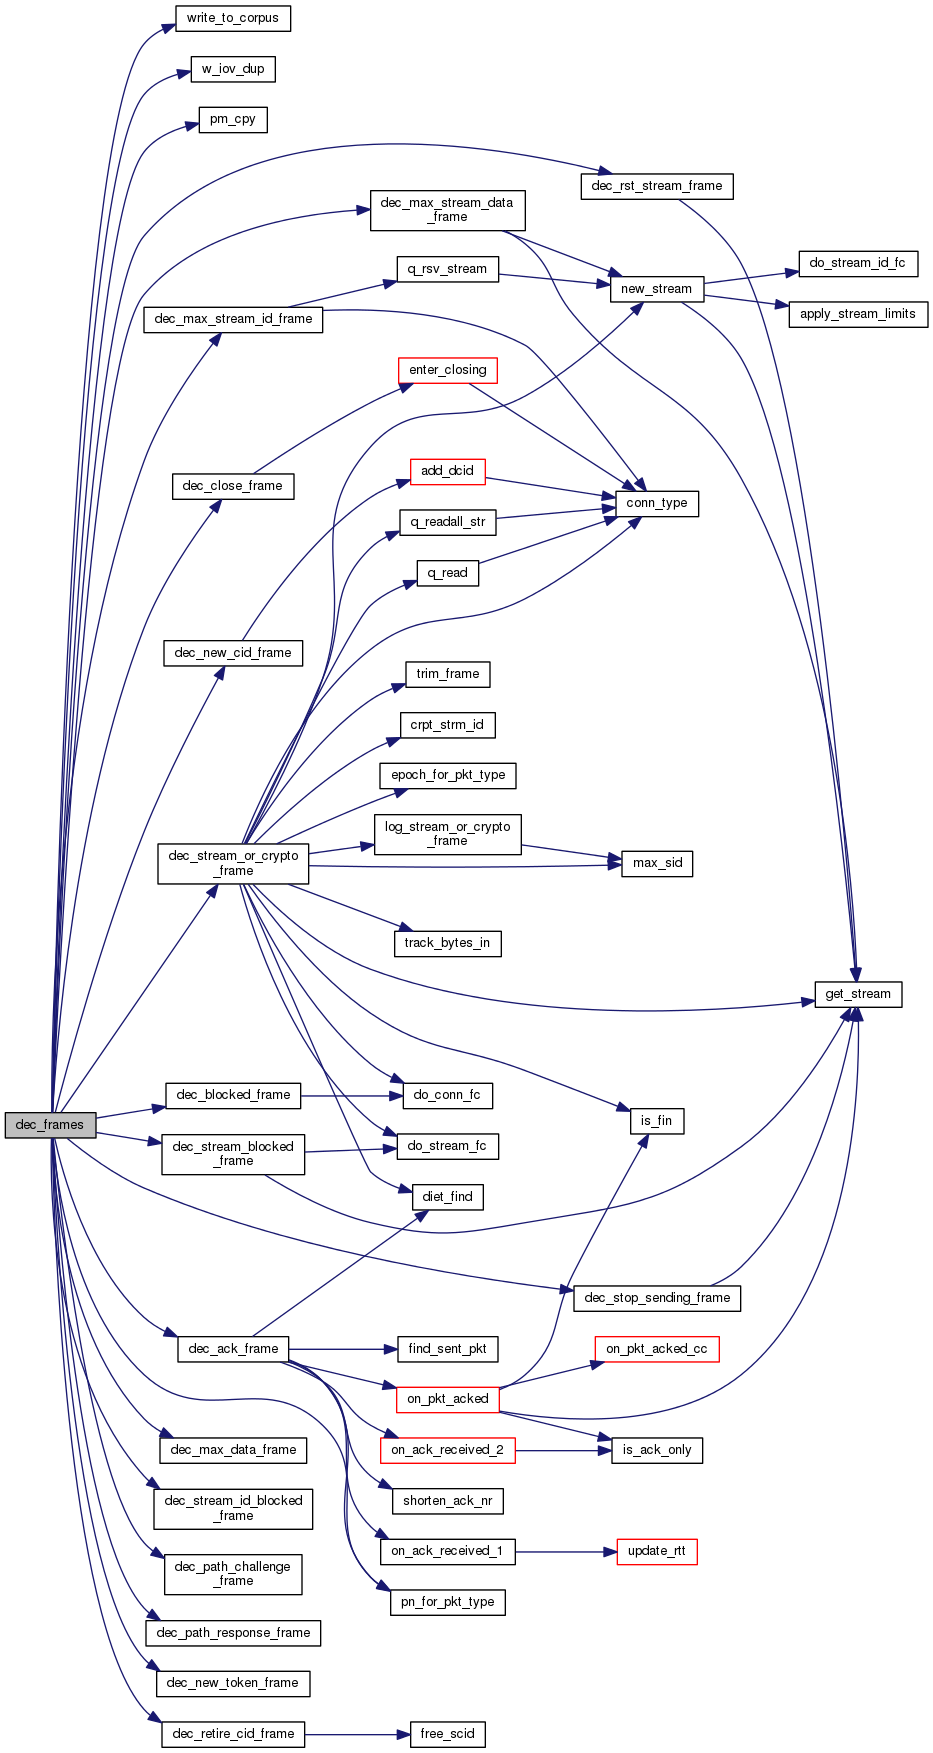 write_to_corpus
w_iov_dup
pm_cpy
dec_rst_stream_frame
dec_max_stream_data
_frame
do_stream_id_fc
q_rsv_stream
new_stream
apply_stream_limits
dec_max_stream_id_frame
enter_closing
add_dcid
dec_close_frame
conn_type
q_readall_str
q_read
dec_new_cid_frame
trim_frame
crpt_strm_id
epoch_for_pkt_type
log_stream_or_crypto
_frame
dec_stream_or_crypto
_frame
max_sid
track_bytes_in
get_stream
dec_blocked_frame
do_conn_fc
dec_frames
is_fin
dec_stream_blocked
_frame
do_stream_fc
diet_find
dec_stop_sending_frame
dec_ack_frame
find_sent_pkt
on_pkt_acked_cc
on_pkt_acked
dec_max_data_frame
on_ack_received_2
is_ack_only
dec_stream_id_blocked
_frame
shorten_ack_nr
on_ack_received_1
update_rtt
dec_path_challenge
_frame
pn_for_pkt_type
dec_path_response_frame
dec_new_token_frame
dec_retire_cid_frame
free_scid